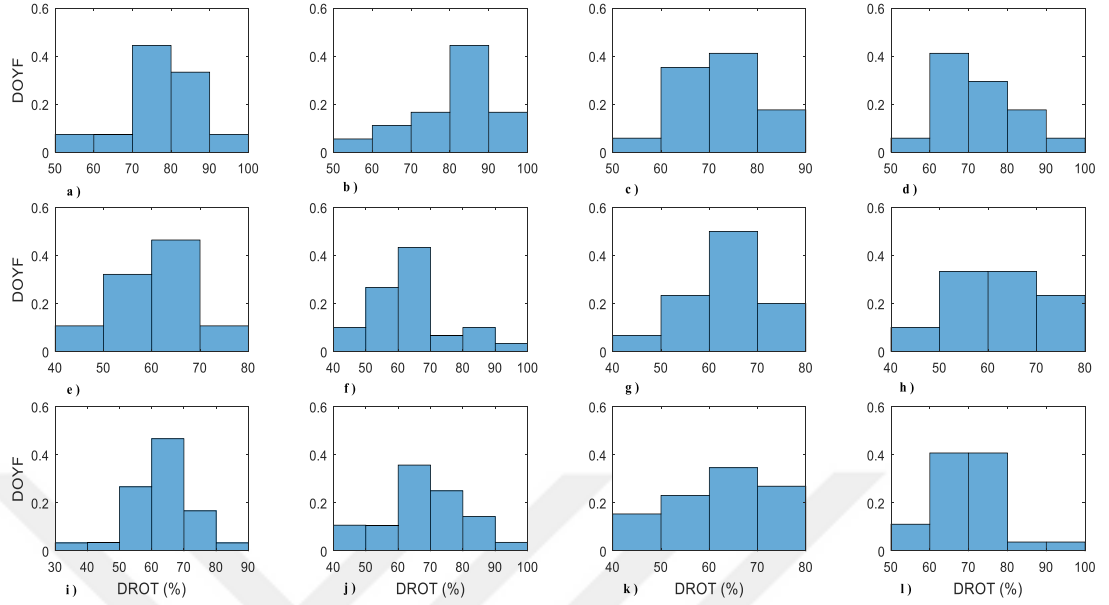 0.6 0.6 0.6 0.6
DOYF 0.4 0.4 0.4 0.4
0.2 0.2 0.2 0.2
0 0 0 0
50 60 70 80 90 100 50 60 70 80 90 100 50 60 70 80 90 50 60 70 80 90 100
a ) b ) c ) d )
0.6 0.6 0.6 0.6
DOYF 0.4 0.4 0.4 0.4
0.2 0.2 0.2 0.2
0 0 0 0
40 50 60 70 80 40 50 60 70 80 90 100 40 50 60 70 80 40 50 60 70 80
e ) f ) g ) h )
0.6 0.6 0.6 0.6
DOYF 0.4 0.4 0.4 0.4
0.2 0.2 0.2 0.2
0 0 0 0
30 40 50 60 70 80 90 40 50 60 70 80 90 100 40 50 60 70 80 50 60 70 80 90 100
i ) DROT (%) j ) DROT (%) k ) DROT (%) l ) DROT (%)